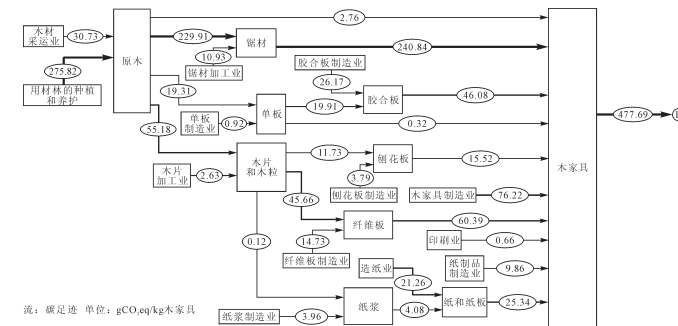 2.76
木材
采运业
30.73
229.91
锯材
240.84
原木
10.93
275.82
锯材加工业
胶合板制造业
木家具
477.69
用材林的种植
和养护
19.31
26.17
单板
19.91
胶合板
46.08
55.18
单板
制造业
0.92
0.32
木片
加工业
2.63
木片
和木粒
11.73
刨花板
15.52
3.79
刨花板制造业
木家具制造业
76.22
45.66
纤维板
60.39
0.12
14.73
纤维板制造业
印刷业
0.66
造纸业
21.26
纸制品
制造业
9.86
纸浆
4.08
纸和纸板
25.34
纸浆制造业
3.96
流：碳足迹 单位：gCO₂eq/kg木家具